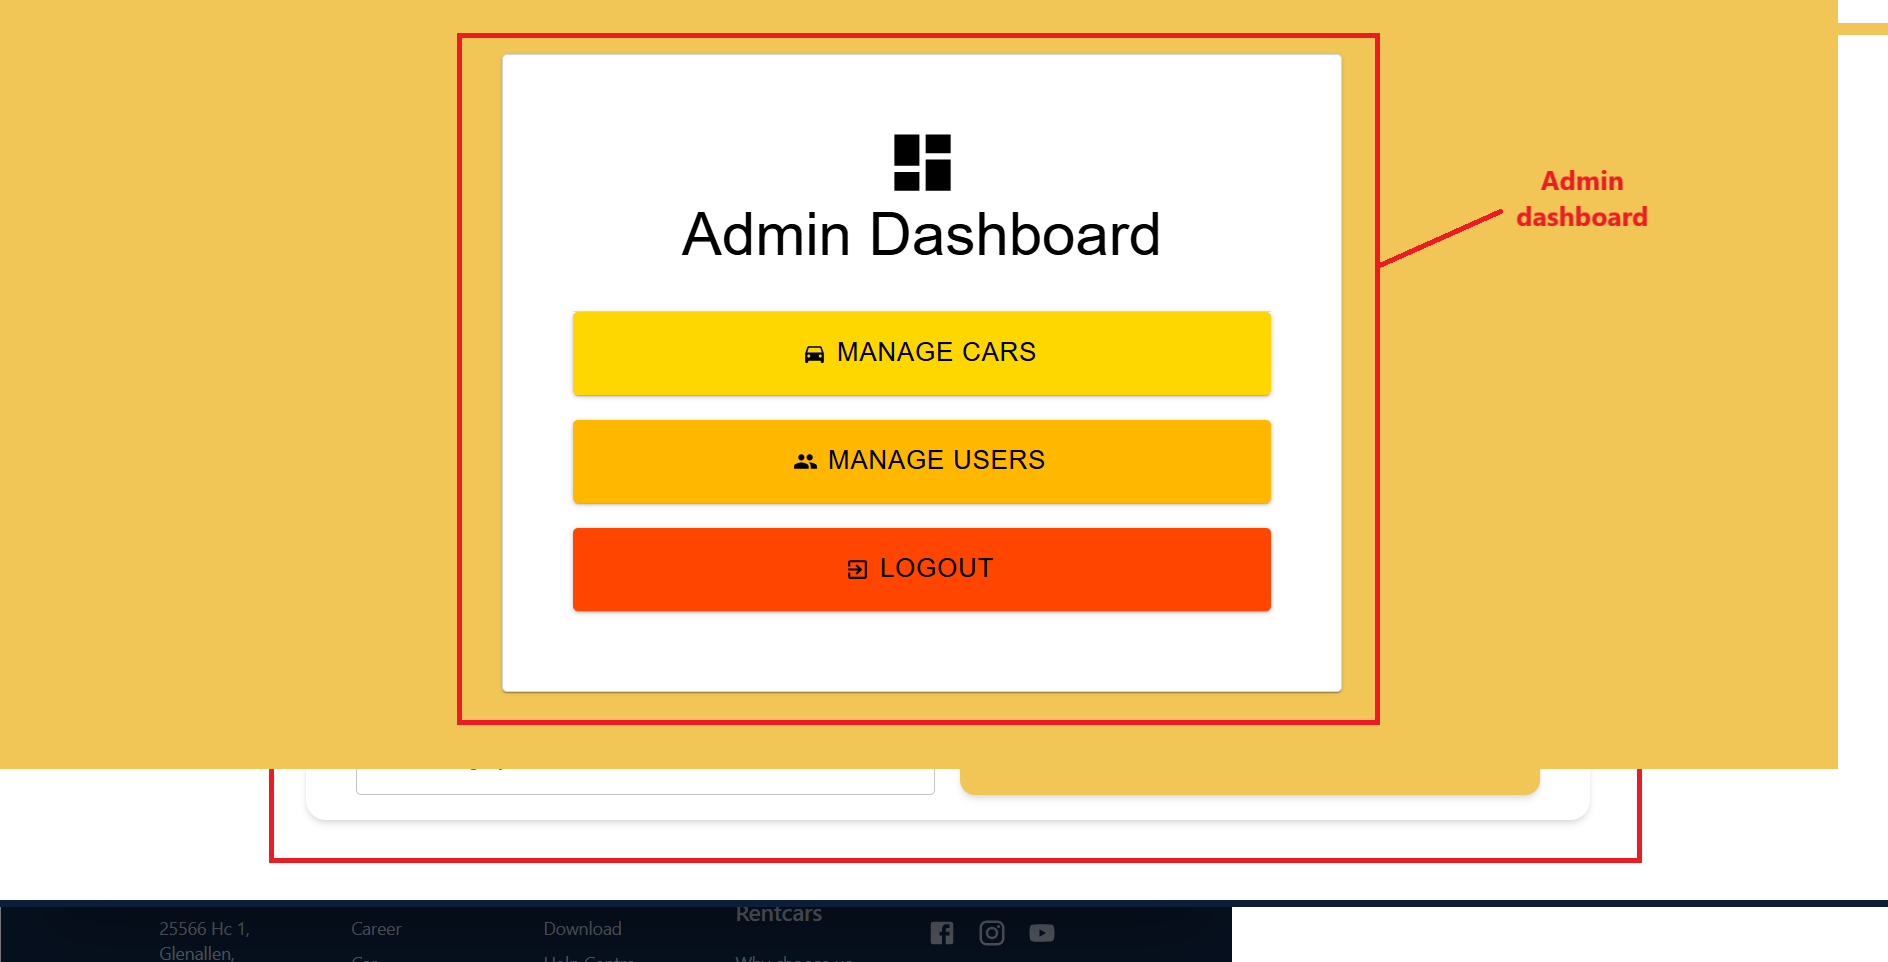 Admin Dashboard
MANAGE CARS
MANAGE USERS
LOGOUT
Admin
dashboard
Rentcars
25566 Hc 1,
Career
Download
Glenallen,